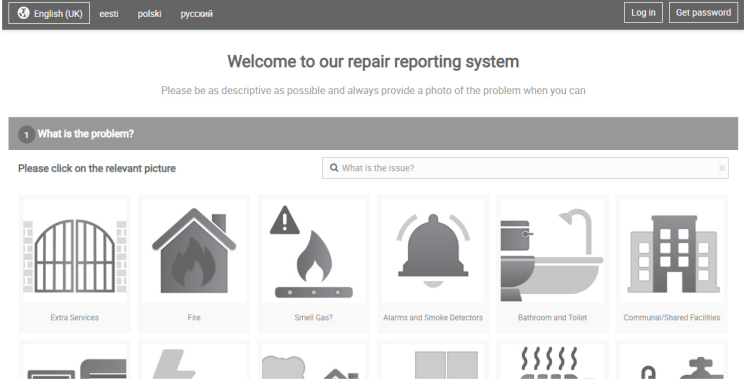 English (UK) eesti polski русский Log in Get password
Welcome to our repair reporting system
Please be as descriptive as possible and always provide a photo of the problem when you can
1 What is the problem?
Please click on the relevant picture What is the issue?
Extra Services Fire Smell Gas? Alarms and Smoke Detectors Bathroom and Toilet Communal/Shared Facilities